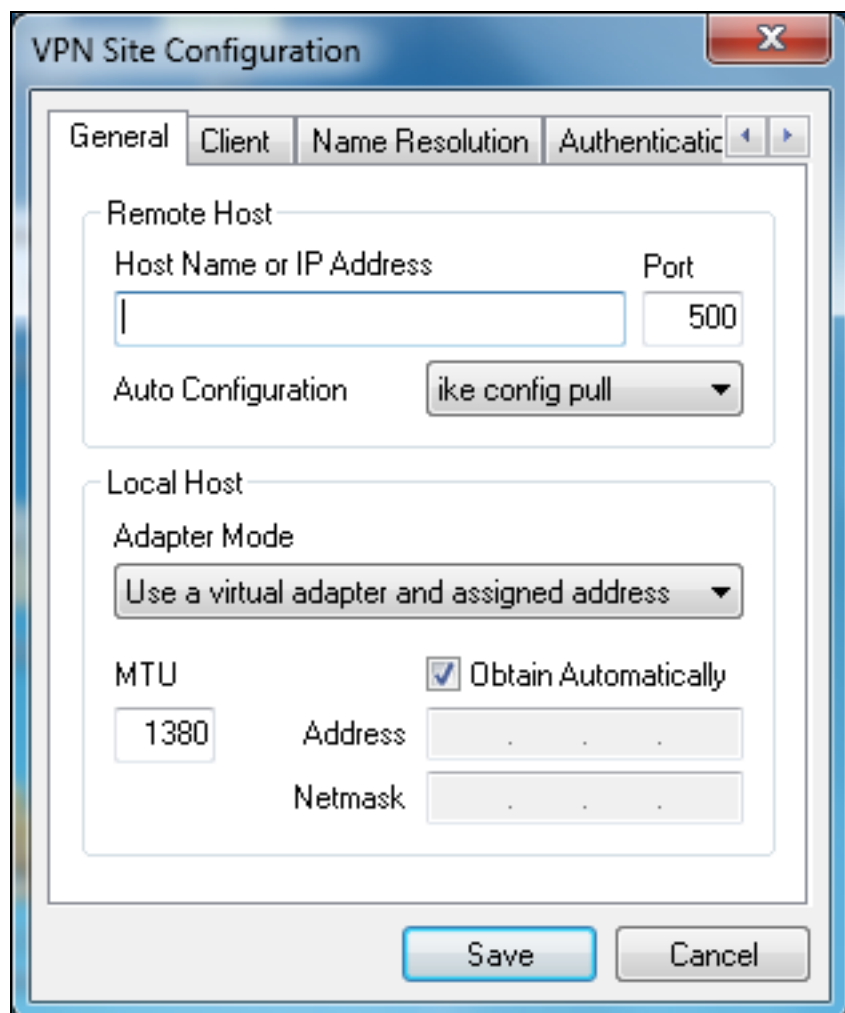 VPN Site Configuration
General Client Name Resolution Authenticatic
Remote Host
Host Name or IP Address Port
500
Auto Configuration ike config pull
Local Host
Adapter Mode
Use a virtual adapter and assigned address
MTU Obtain Automatically
1380 Address . . .
Netmask . . .
Save Cancel